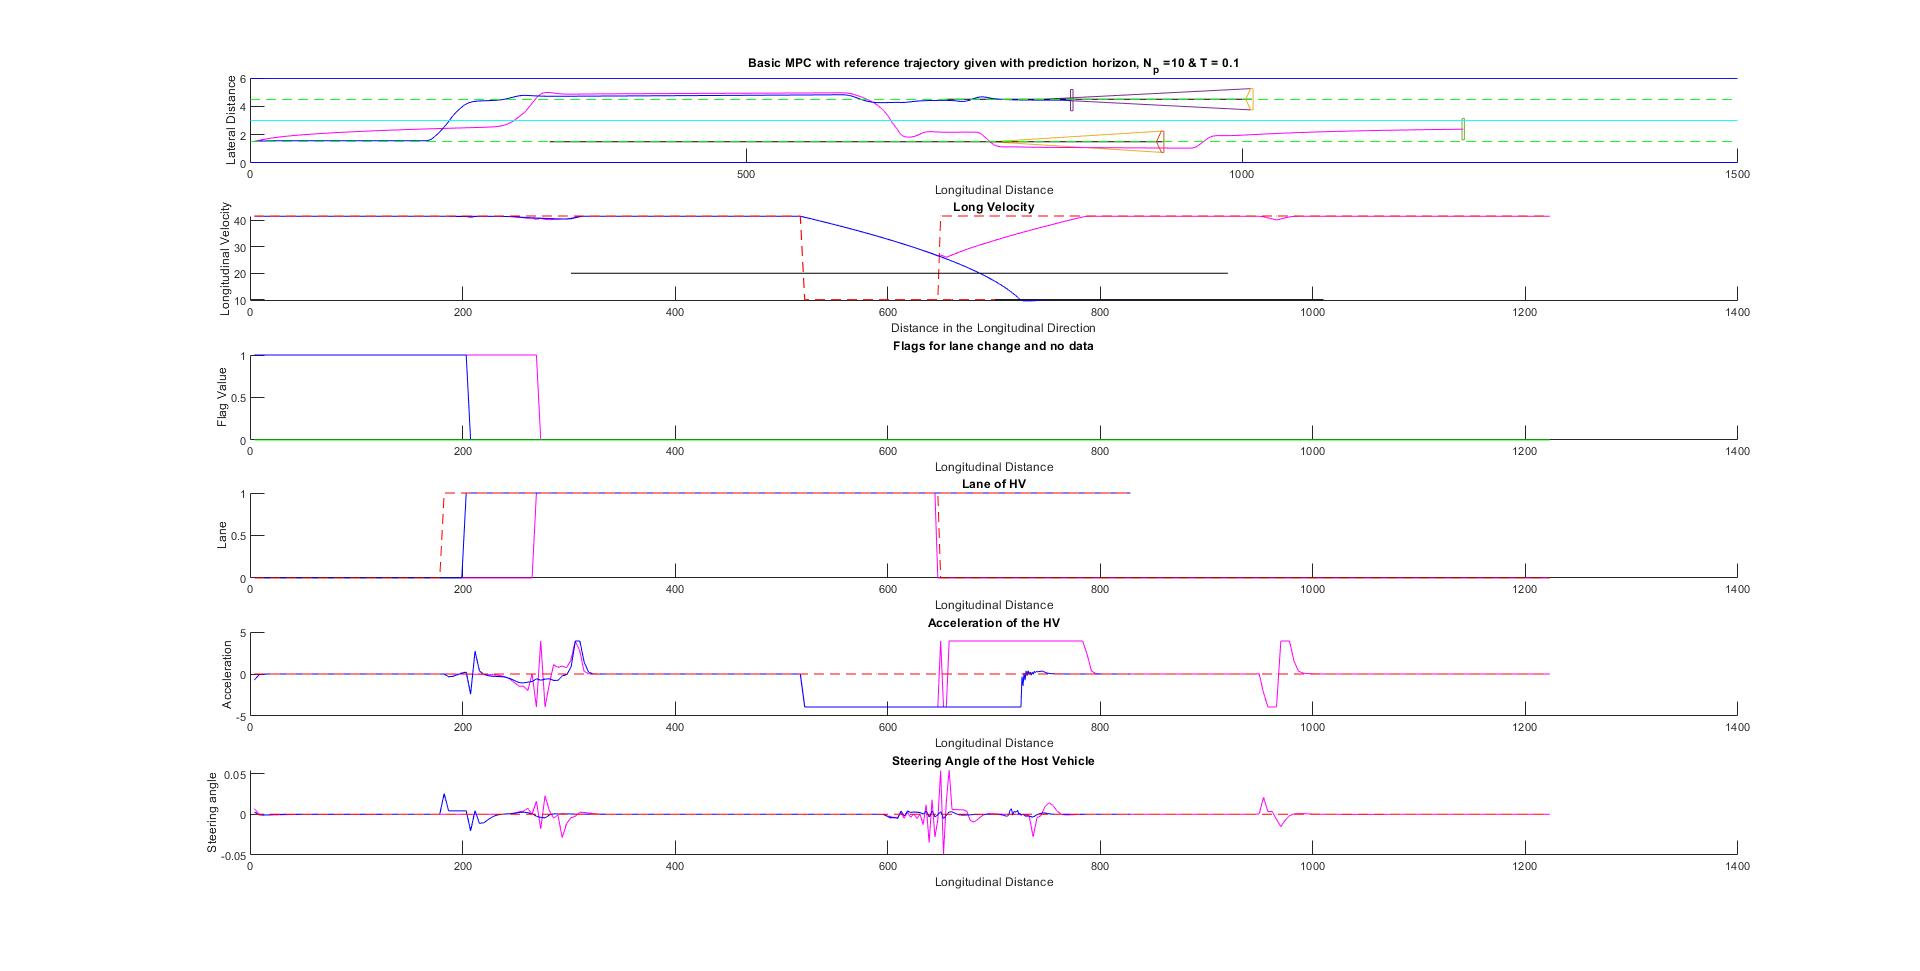 Basic MPC with reference trajectory given with prediction horizon, Np =10 & T = 0.1
Lateral Distance
6
4
2
0
0 500 1000 1500
Longitudinal Distance
Long Velocity
Longitudinal Velocity
40
30
20
10
0 200 400 600 800 1000 1200 1400
Distance in the Longitudinal Direction
Flags for lane change and no data
Flag Value
1
0.5
0
0 200 400 600 800 1000 1200 1400
Longitudinal Distance
Lane of HV
Lane
1
0.5
0
0 200 400 600 800 1000 1200 1400
Longitudinal Distance
Acceleration of the HV
Acceleration
5
0
-5
0 200 400 600 800 1000 1200 1400
Longitudinal Distance
Steering Angle of the Host Vehicle
Steering angle
0.05
0
-0.05
0 200 400 600 800 1000 1200 1400
Longitudinal Distance